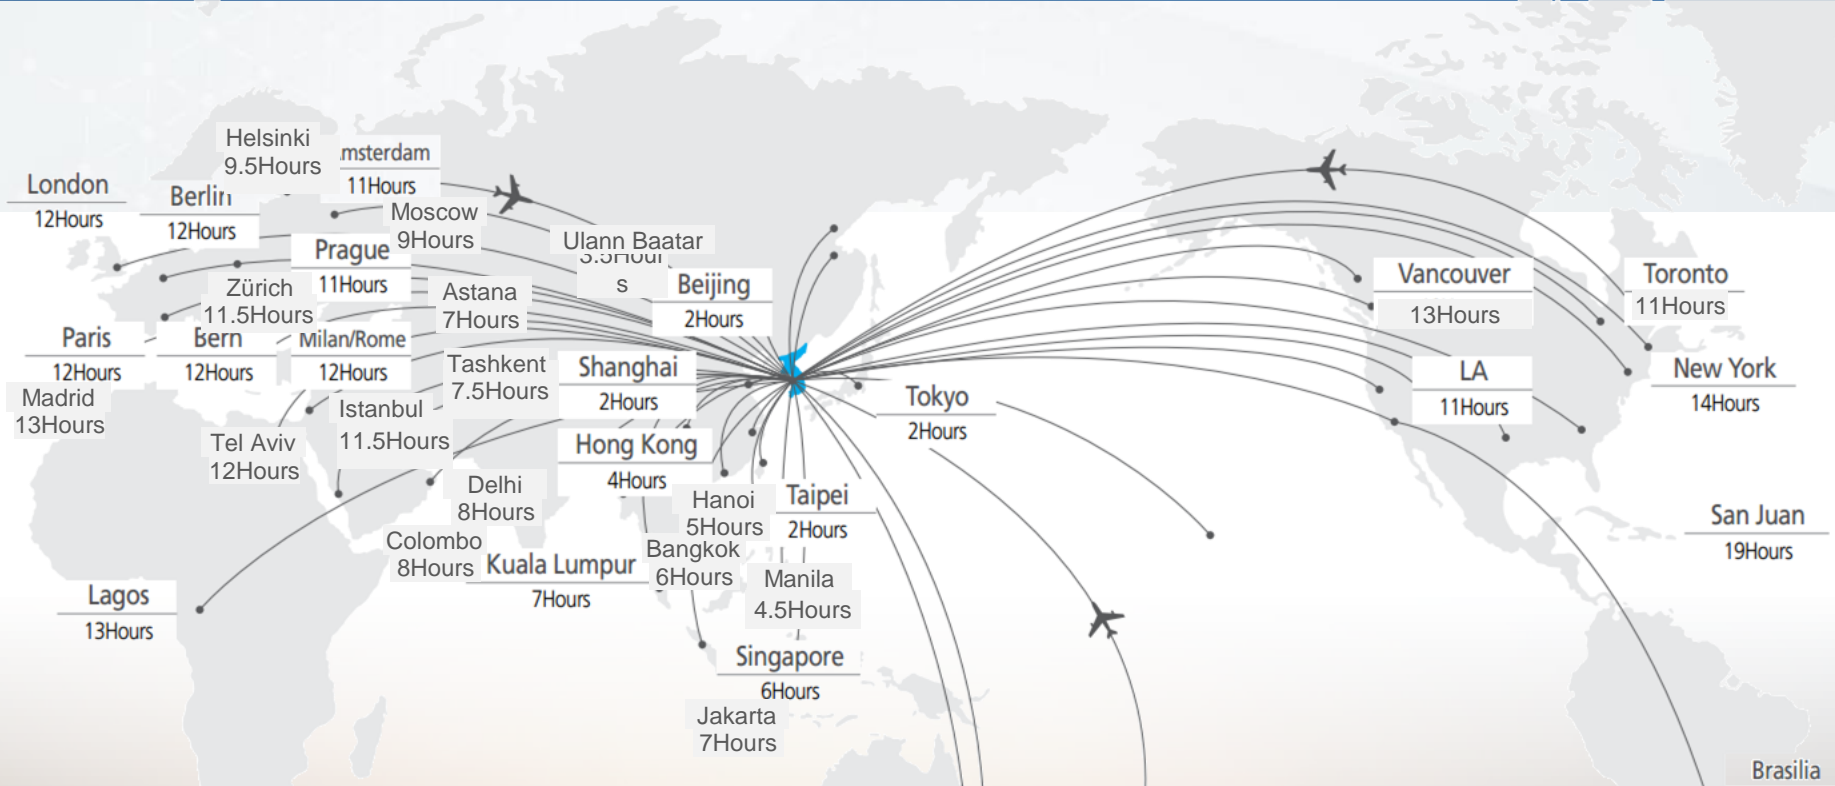 Helsinki
9.5Hours
msterdam
11Hours
London
12Hours
Berlin
12Hours
Moscow
9Hours
Ulann Baatar
3.5Hour
s
Prague
11Hours
Beijing
2Hours
Zürich
11.5Hours
Astana
7Hours
Vancouver
13Hours
Toronto
11Hours
Paris
12Hours
Bern
12Hours
Milan/Rome
12Hours
Tashkent
7.5Hours
Shanghai
2Hours
LA
11Hours
New York
14Hours
Madrid
13Hours
Istanbul
11.5Hours
Tokyo
2Hours
Tel Aviv
12Hours
Hong Kong
4Hours
Delhi
8Hours
Hanoi
5Hours
Taipei
2Hours
San Juan
19Hours
Colombo
8Hours
Kuala Lumpur
7Hours
Bangkok
6Hours
Manila
4.5Hours
Lagos
13Hours
Singapore
6Hours
Jakarta
7Hours
Brasilia